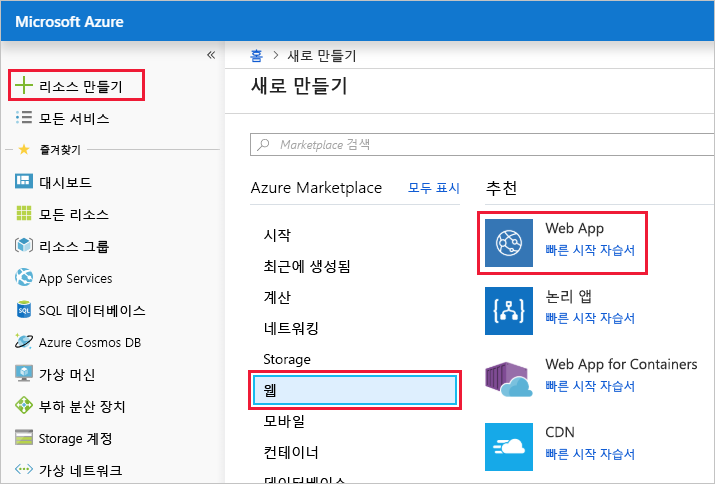 Microsoft Azure
«
리소스 만들기
모든 서비스
즐겨찾기
대시보드
모든 리소스
리소스 그룹
App Services
SQL 데이터베이스
Azure Cosmos DB
가상 머신
부하 분산 장치
Storage 계정
가상 네트워크
홈 > 새로 만들기
새로 만들기
Marketplace 검색
Azure Marketplace 모두 표시
시작
최근에 생성됨
계산
네트워킹
Storage
웹
모바일
컨테이너
데이터베이스
추천
Web App
빠른 시작 자습서
논리 앱
빠른 시작 자습서
Web App for Containers
빠른 시작 자습서
CDN
빠른 시작 자습서